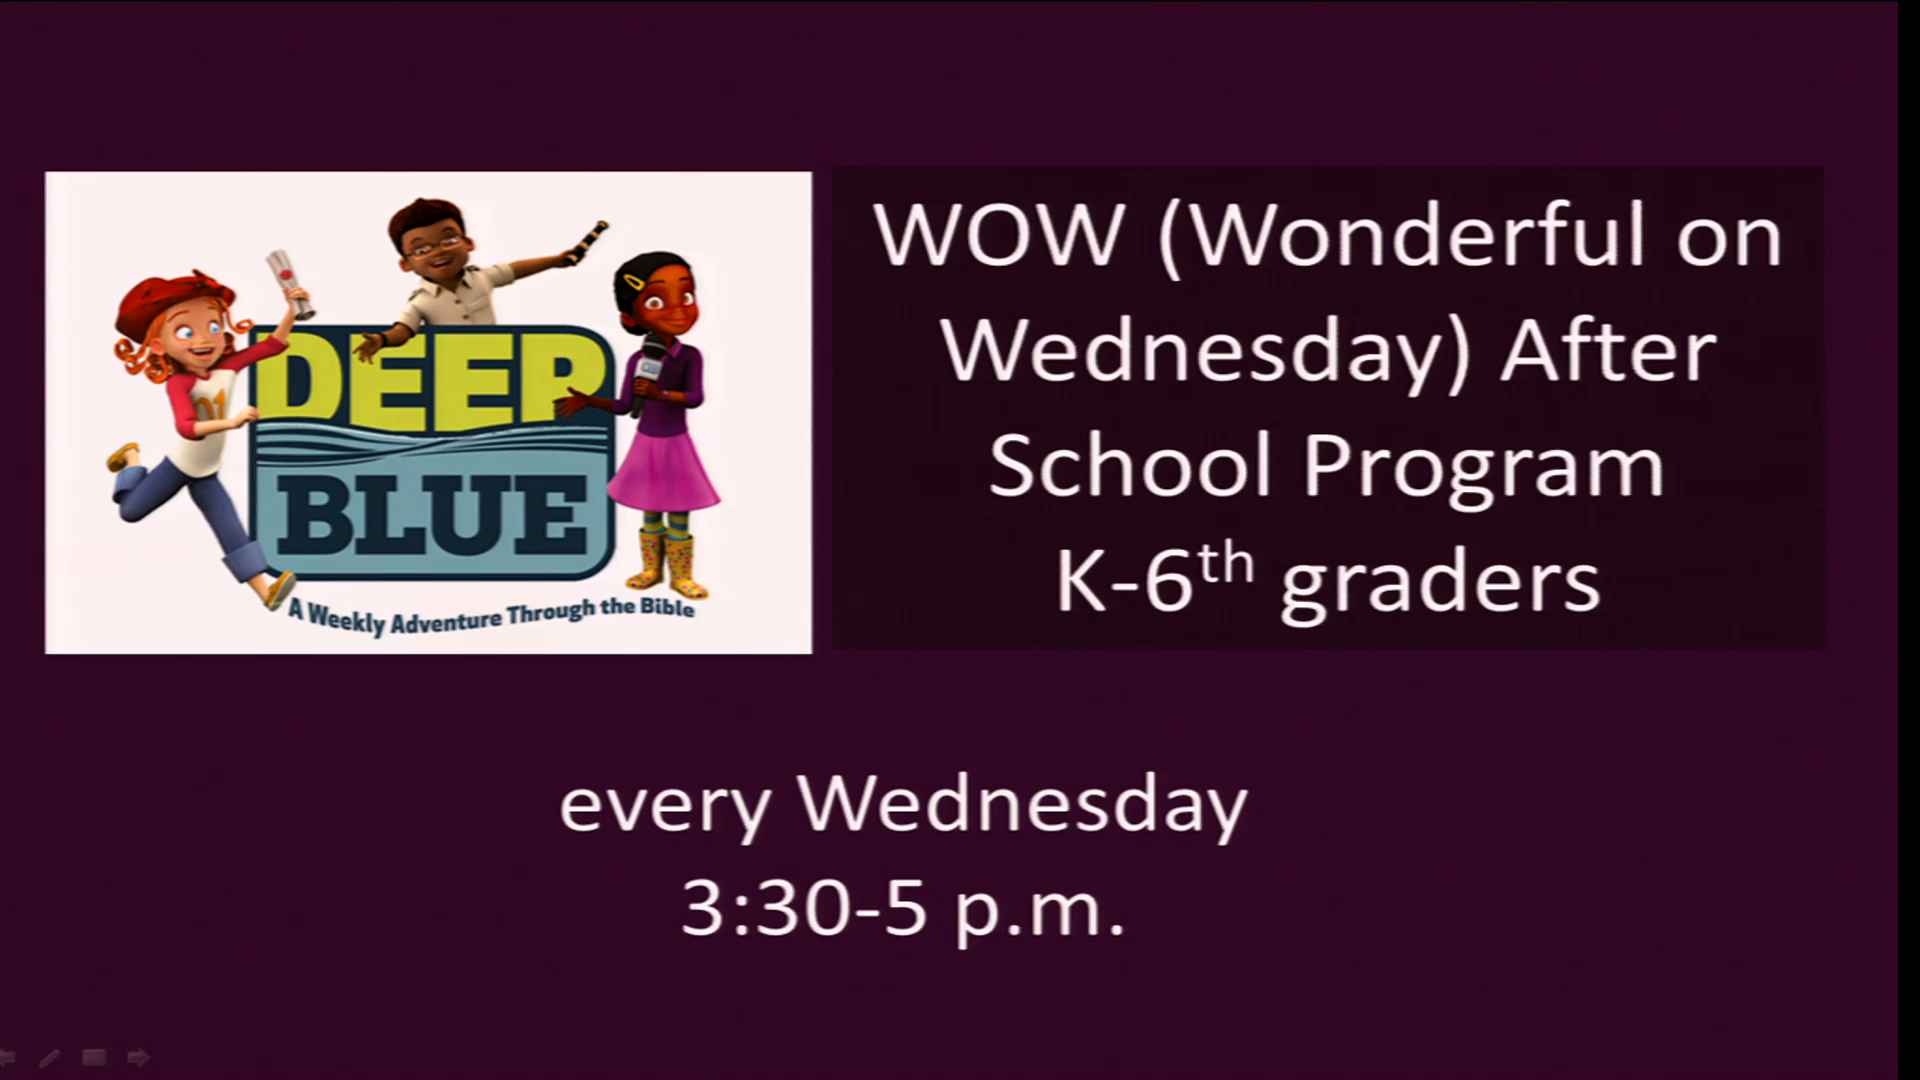 DEEP
BLUE
A Weekly Adventure Through the Bible
WOW (Wonderful on
Wednesday) After
School Program
K-6th graders
every Wednesday
3:30-5 p.m.